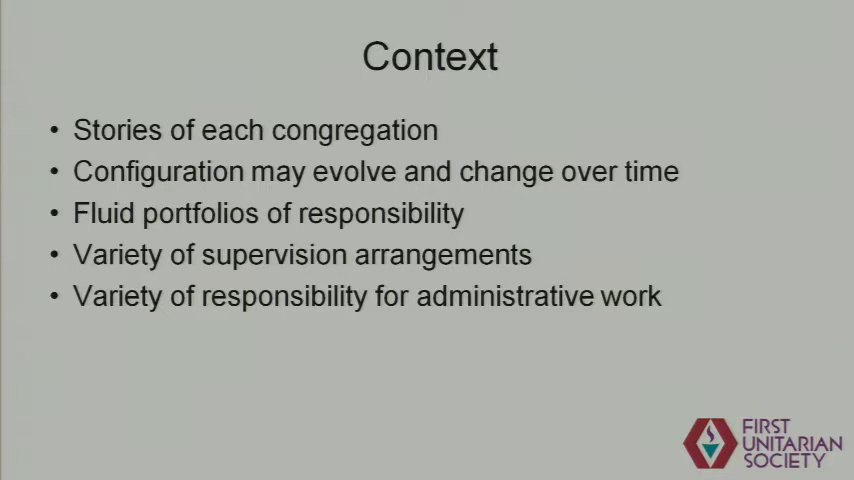 Context
• Stories of each congregation
• Configuration may evolve and change over time
• Fluid portfolios of responsibility
• Variety of supervision arrangements
• Variety of responsibility for administrative work
FIRST
UNITARIAN
SOCIETY